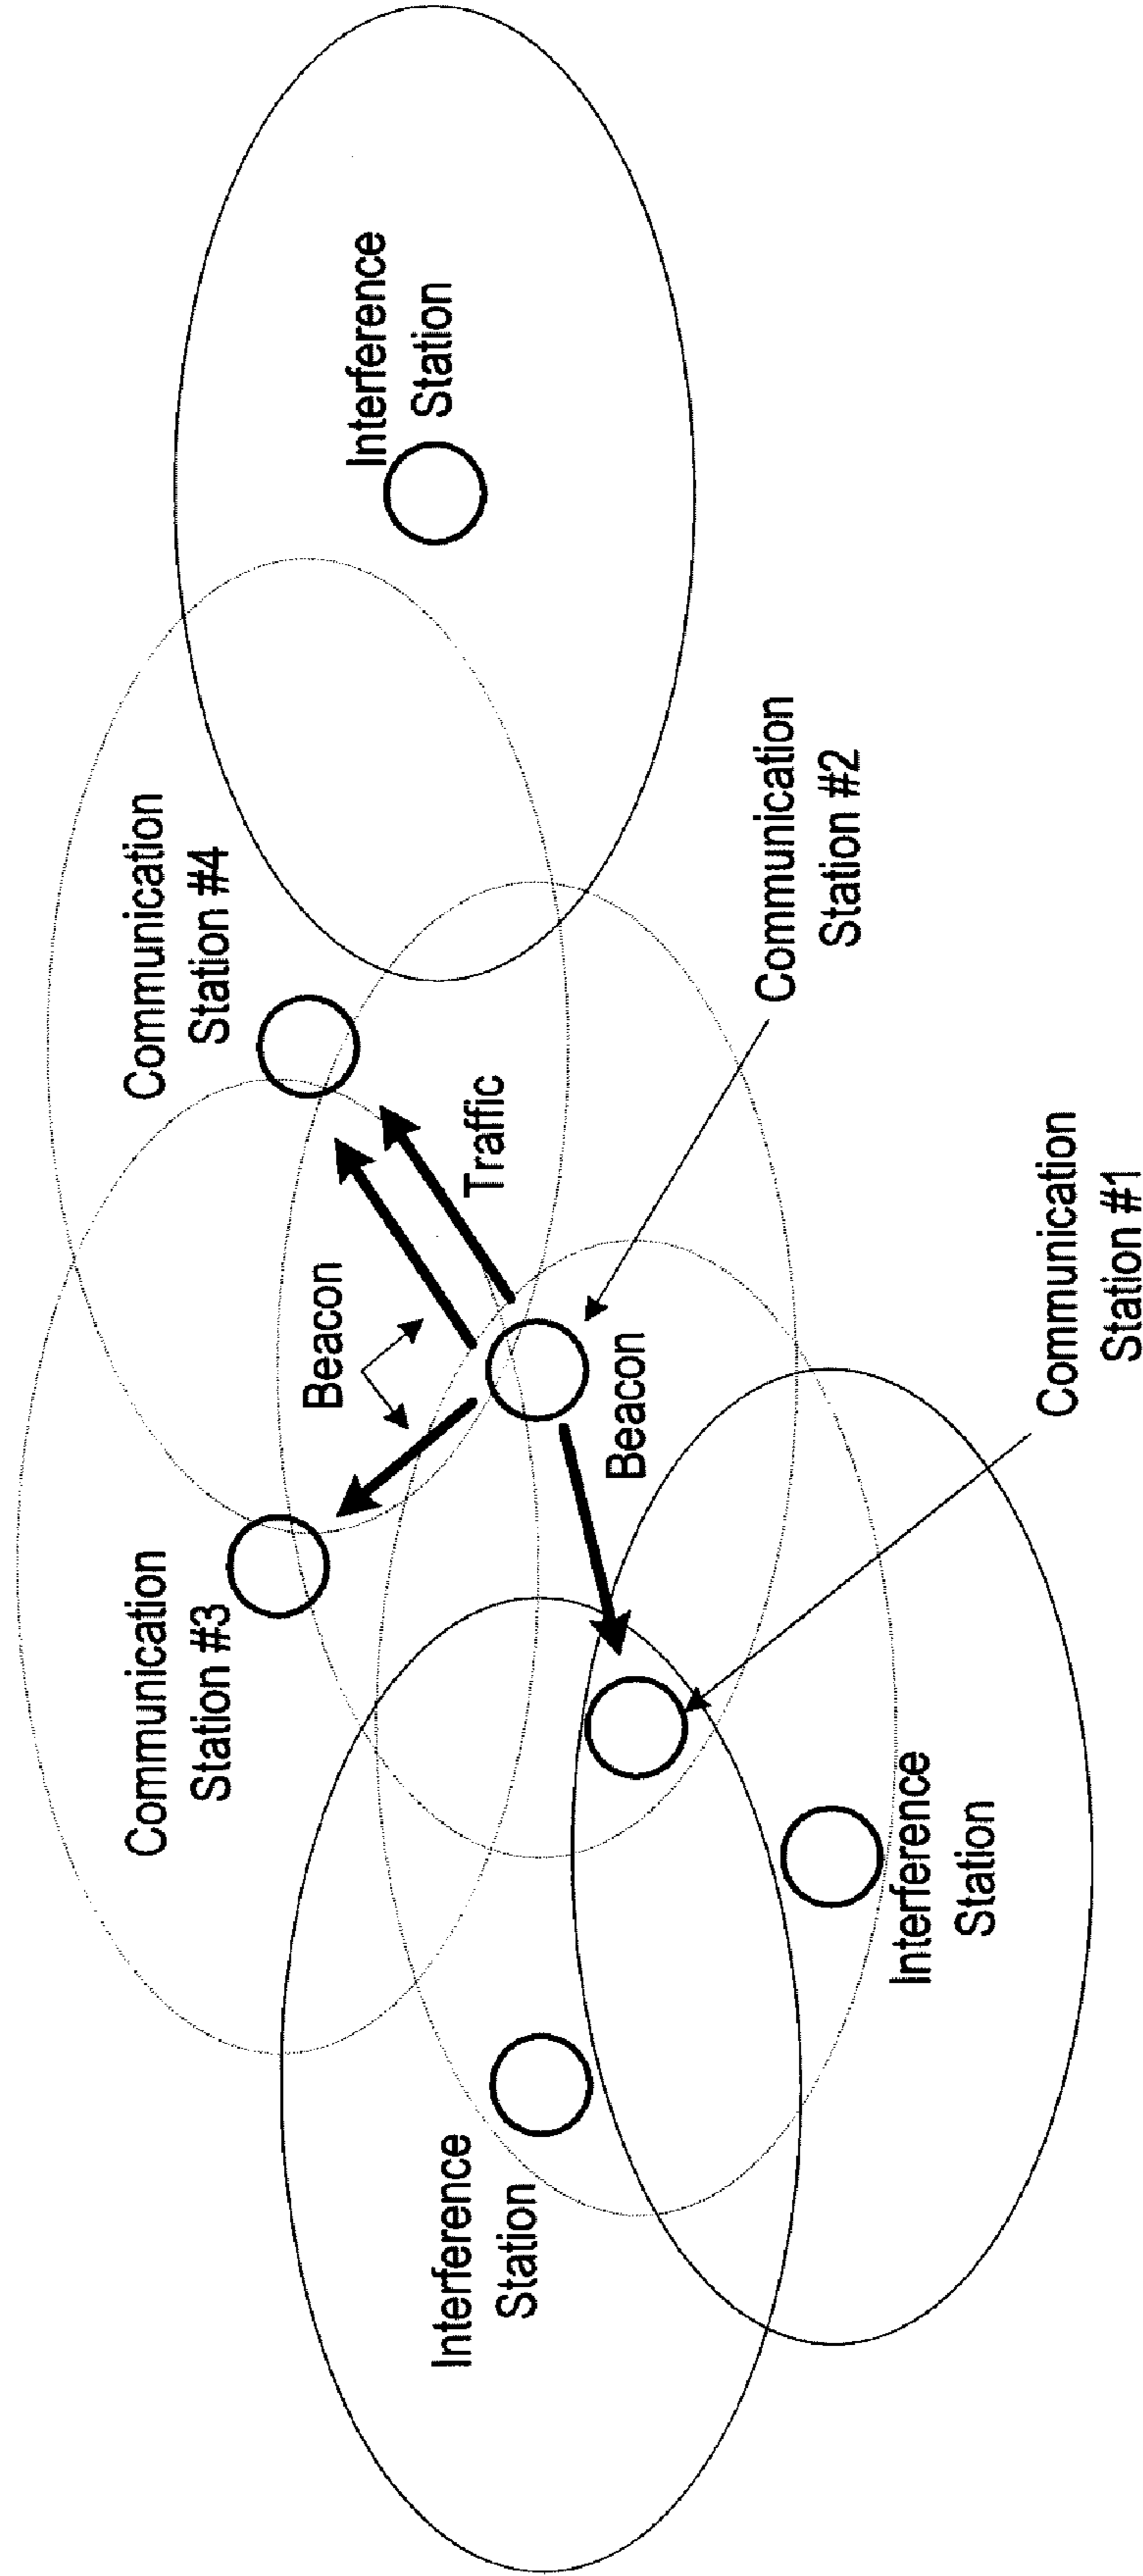 Communication
Station #3
Communication
Station #4
Beacon
Traffic
Interference
Station
Interference
Station
Beacon
Communication
Station #2
Interference
Station
Communication
Station #1